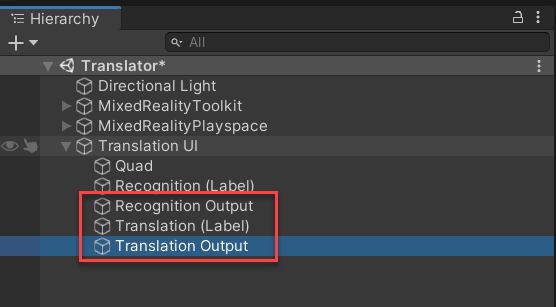 Hierarchy
All
Translator*
Directional Light
MixedRealityToolkit
MixedRealityPlayspace
Translation UI
Quad
Recognition (Label)
Recognition Output
Translation (Label)
Translation Output